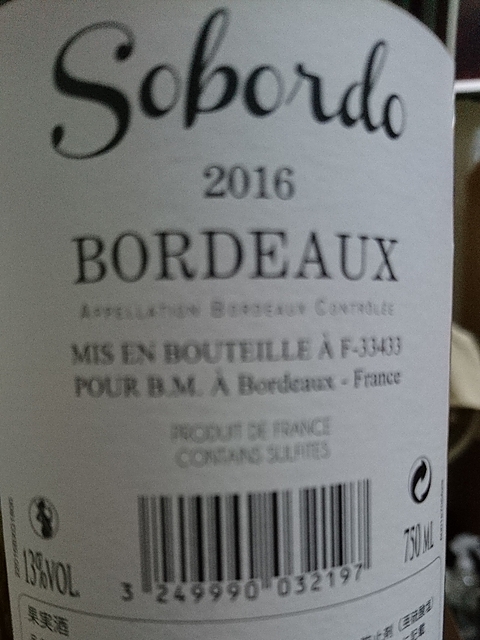 Sobordo
2016
BORDEAUX
APPELLATION BORDEAUX CONTRÔLÉE
MIS EN BOUTEILLE À F-33433
POUR B.M. À Bordeaux - France
PRODUIT DE FRANCE
CONTAINS SULFITES
13%VOL.
750 ML
3 249990 032197
果実酒